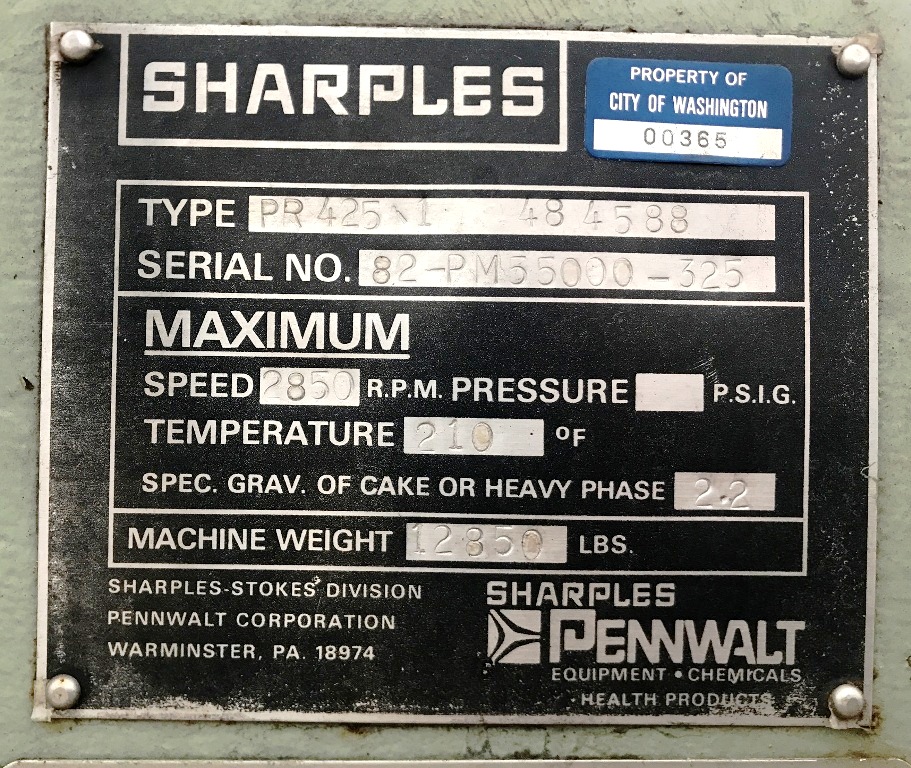 SHARPLES
PROPERTY OF
CITY OF WASHINGTON
00365
TYPE PR 425 1 484588
SERIAL NO. 82-PM55000-325
MAXIMUM
SPEED 2850 R.P.M. PRESSURE P.S.I.G.
TEMPERATURE 210 °F
SPEC. GRAV. OF CAKE OR HEAVY PHASE 2.2
MACHINE WEIGHT 12850 LBS.
SHARPLES-STOKES DIVISION
PENNWALT CORPORATION
WARMINSTER, PA. 18974
SHARPLES
PENNWALT
EQUIPMENT • CHEMICALS
HEALTH PRODUCTS